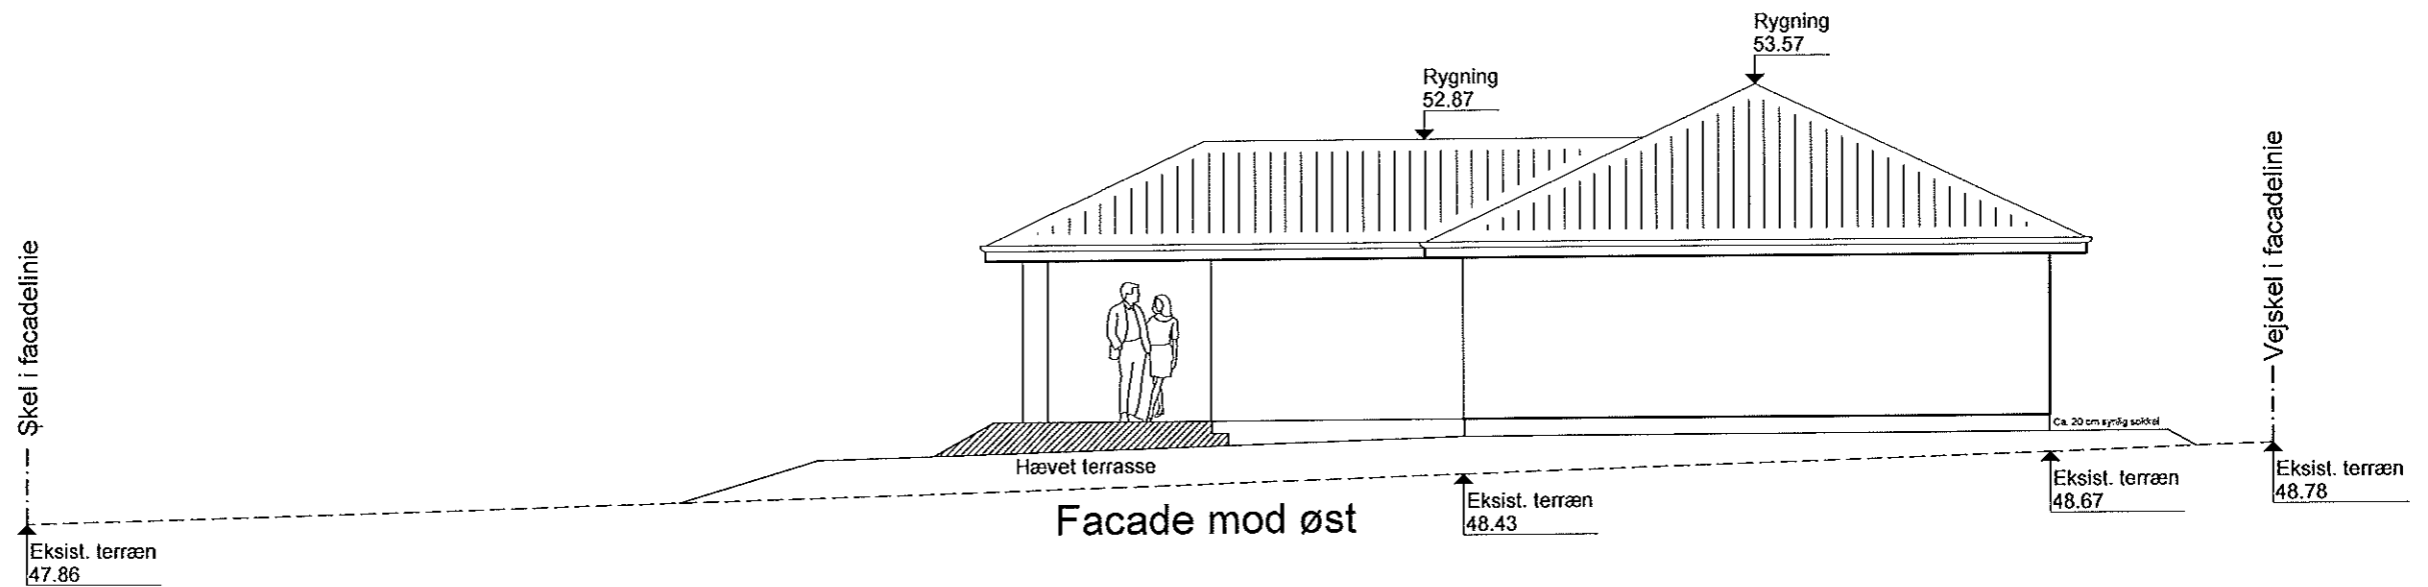 Rygning
53.57
Rygning
52.87
Skel i facadelinie
Vejskel i facadelinie
Ca. 20 cm synlig sokkel
Hævet terrasse
Facade mod øst
Eksist. terræn
47.86
Eksist. terræn
48.43
Eksist. terræn
48.67
Eksist. terræn
48.78